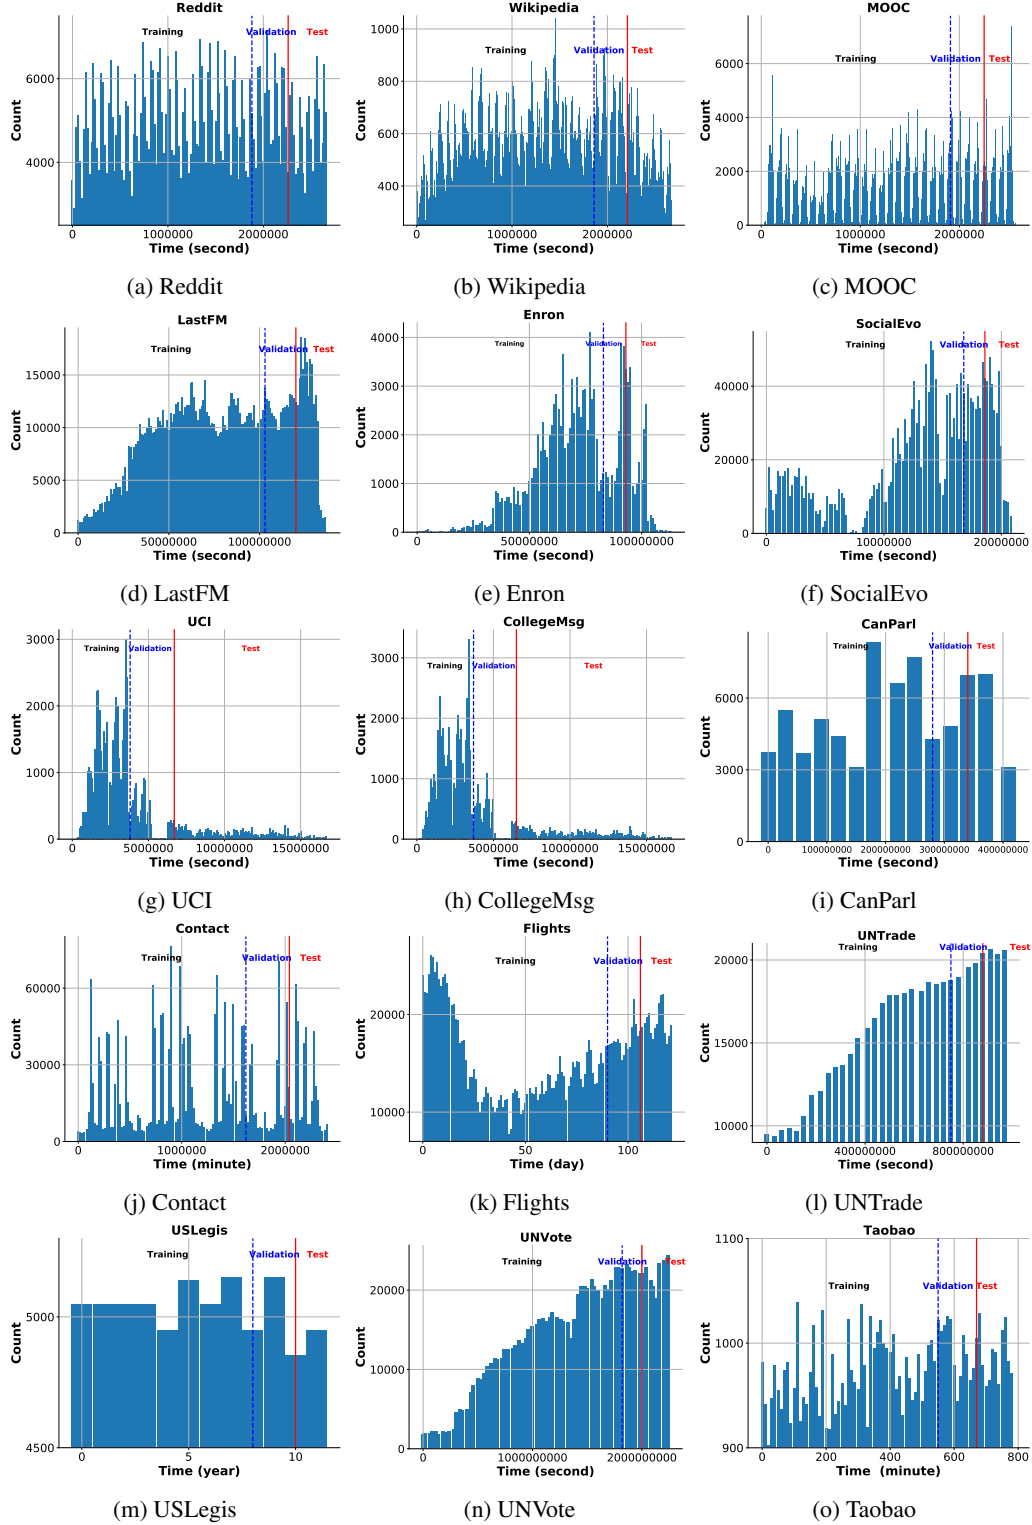 Reddit
Training
Validation
Test
6000
4000
Count
0
1000000
2000000
Time (second)
(a) Reddit
Wikipedia
Training
Validation
Test
1000
800
600
400
Count
0
1000000
2000000
Time (second)
(b) Wikipedia
MOOC
Training
Validation
Test
6000
4000
2000
0
Count
0
1000000
2000000
Time (second)
(c) MOOC
LastFM
Training
Validation
Test
15000
10000
5000
0
Count
0
50000000
100000000
Time (second)
(d) LastFM
Enron
Training
Validation
Test
4000
3000
2000
1000
0
Count
0
50000000
100000000
Time (second)
(e) Enron
SocialEvo
Training
Validation
Test
40000
20000
0
Count
0
10000000
20000000
Time (second)
(f) SocialEvo
UCI
Training
Validation
Test
3000
2000
1000
0
Count
0
5000000
10000000
15000000
Time (second)
(g) UCI
CollegeMsg
Training
Validation
Test
3000
2000
1000
0
Count
0
5000000
10000000
15000000
Time (second)
(h) CollegeMsg
CanParl
Training
Validation
Test
6000
3000
0
Count
0
100000000
200000000
300000000
400000000
Time (second)
(i) CanParl
Contact
Training
Validation
Test
60000
30000
0
Count
0
1000000
2000000
Time (minute)
(j) Contact
Flights
Training
Validation
Test
20000
10000
Count
0
50
100
Time (day)
(k) Flights
UNTrade
Training
Validation
Test
20000
15000
10000
Count
0
400000000
800000000
Time (second)
(l) UNTrade
USLegis
Training
Validation
Test
5000
4500
Count
0
5
10
Time (year)
(m) USLegis
UNVote
Training
Validation
Test
20000
10000
0
Count
0
1000000000
2000000000
Time (second)
(n) UNVote
Taobao
Training
Validation
Test
1100
1000
900
Count
0
200
400
600
800
Time (minute)
(o) Taobao